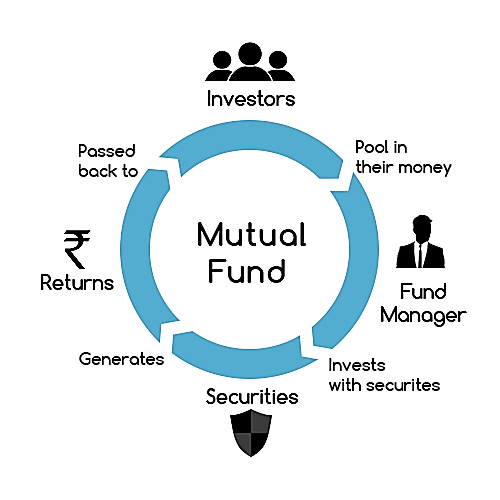 Investors
Pool in
their money
Fund
Manager
Invests
with securites
Securities
Generates
₹
Returns
Passed
back to
Mutual
Fund